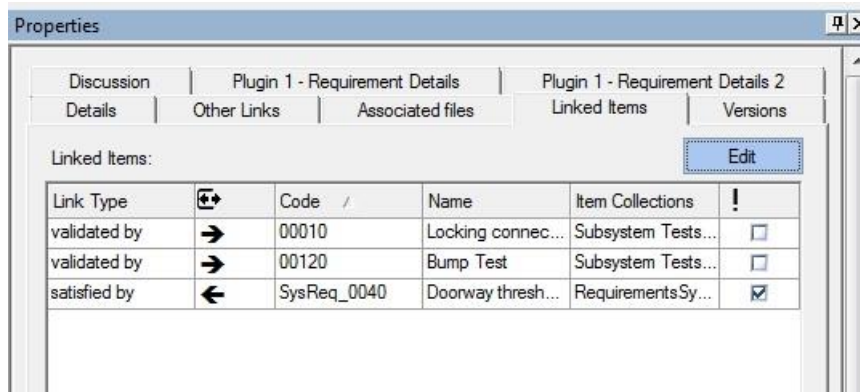 Properties
Discussion Plugin 1 - Requirement Details Plugin 1 - Requirement Details 2
Details Other Links Associated files Linked Items Versions
Linked Items: Edit
Link Type Code / Name Item Collections !
validated by 00010 Locking connec... Subsystem Tests...
validated by 00120 Bump Test Subsystem Tests...
satisfied by SysReq_0040 Doorway thresh... RequirementsSy...